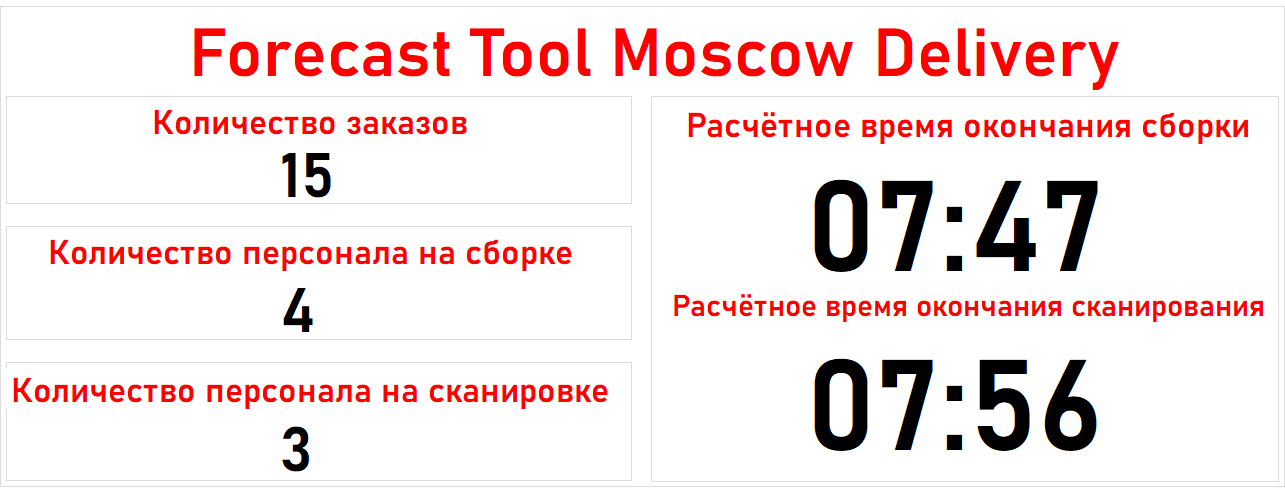 Forecast Tool Moscow Delivery
Количество заказов
15
Количество персонала на сборке
4
Количество персонала на сканировке
3
Расчётное время окончания сборки
07:47
Расчётное время окончания сканирования
07:56